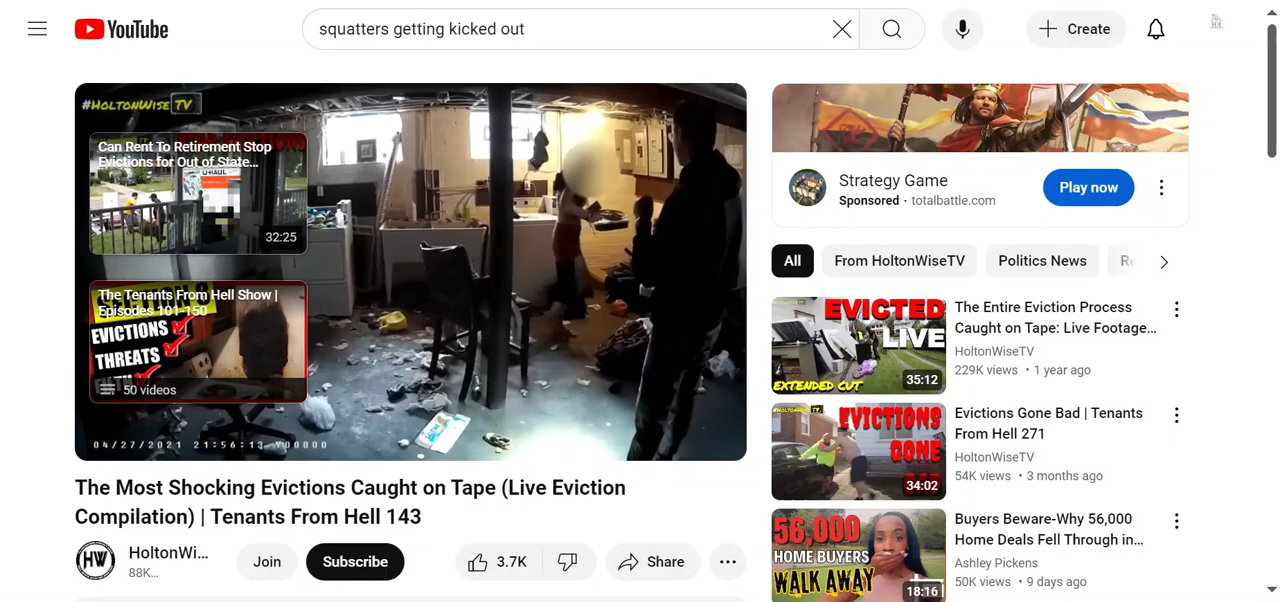 YouTube
squatters getting kicked out
Create
#HOLTONWISE TV
Can Rent To Retirement Stop
Evictions for Out of State...
U-HAUL
32:25
The Tenants From Hell Show |
Episodes 101-150
EVICTIONS
THREATS
50 videos
04/27/2021 21:56:13
The Most Shocking Evictions Caught on Tape (Live Eviction
Compilation) | Tenants From Hell 143
HW
HoltonWi...
88K...
Join
Subscribe
3.7K
Share
Strategy Game
Sponsored · totalbattle.com
Play now
All
From HoltonWiseTV
Politics News
Re
EVICTED
LIVE
EXTENDED CUT
35:12
The Entire Eviction Process
Caught on Tape: Live Footage...
HoltonWiseTV
229K views • 1 year ago
#HOLTONWISE TV
EVICTIONS
GONE
34:02
Evictions Gone Bad | Tenants
From Hell 271
HoltonWiseTV
54K views • 3 months ago
56,000
HOME BUYERS
WALK AWAY
18:16
Buyers Beware-Why 56,000
Home Deals Fell Through in...
Ashley Pickens
50K views • 9 days ago